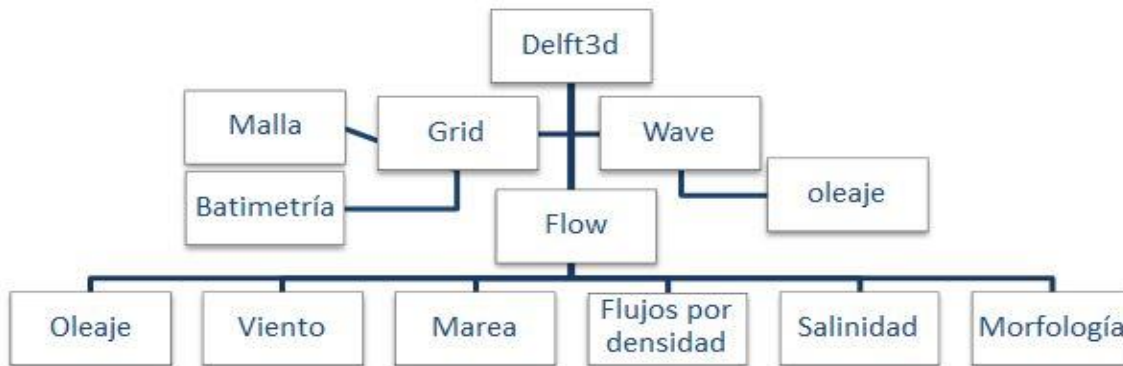 Delft3d
Malla
Grid
Wave
Batimetría
oleaje
Flow
Oleaje
Viento
Marea
Flujos por
densidad
Salinidad
Morfología